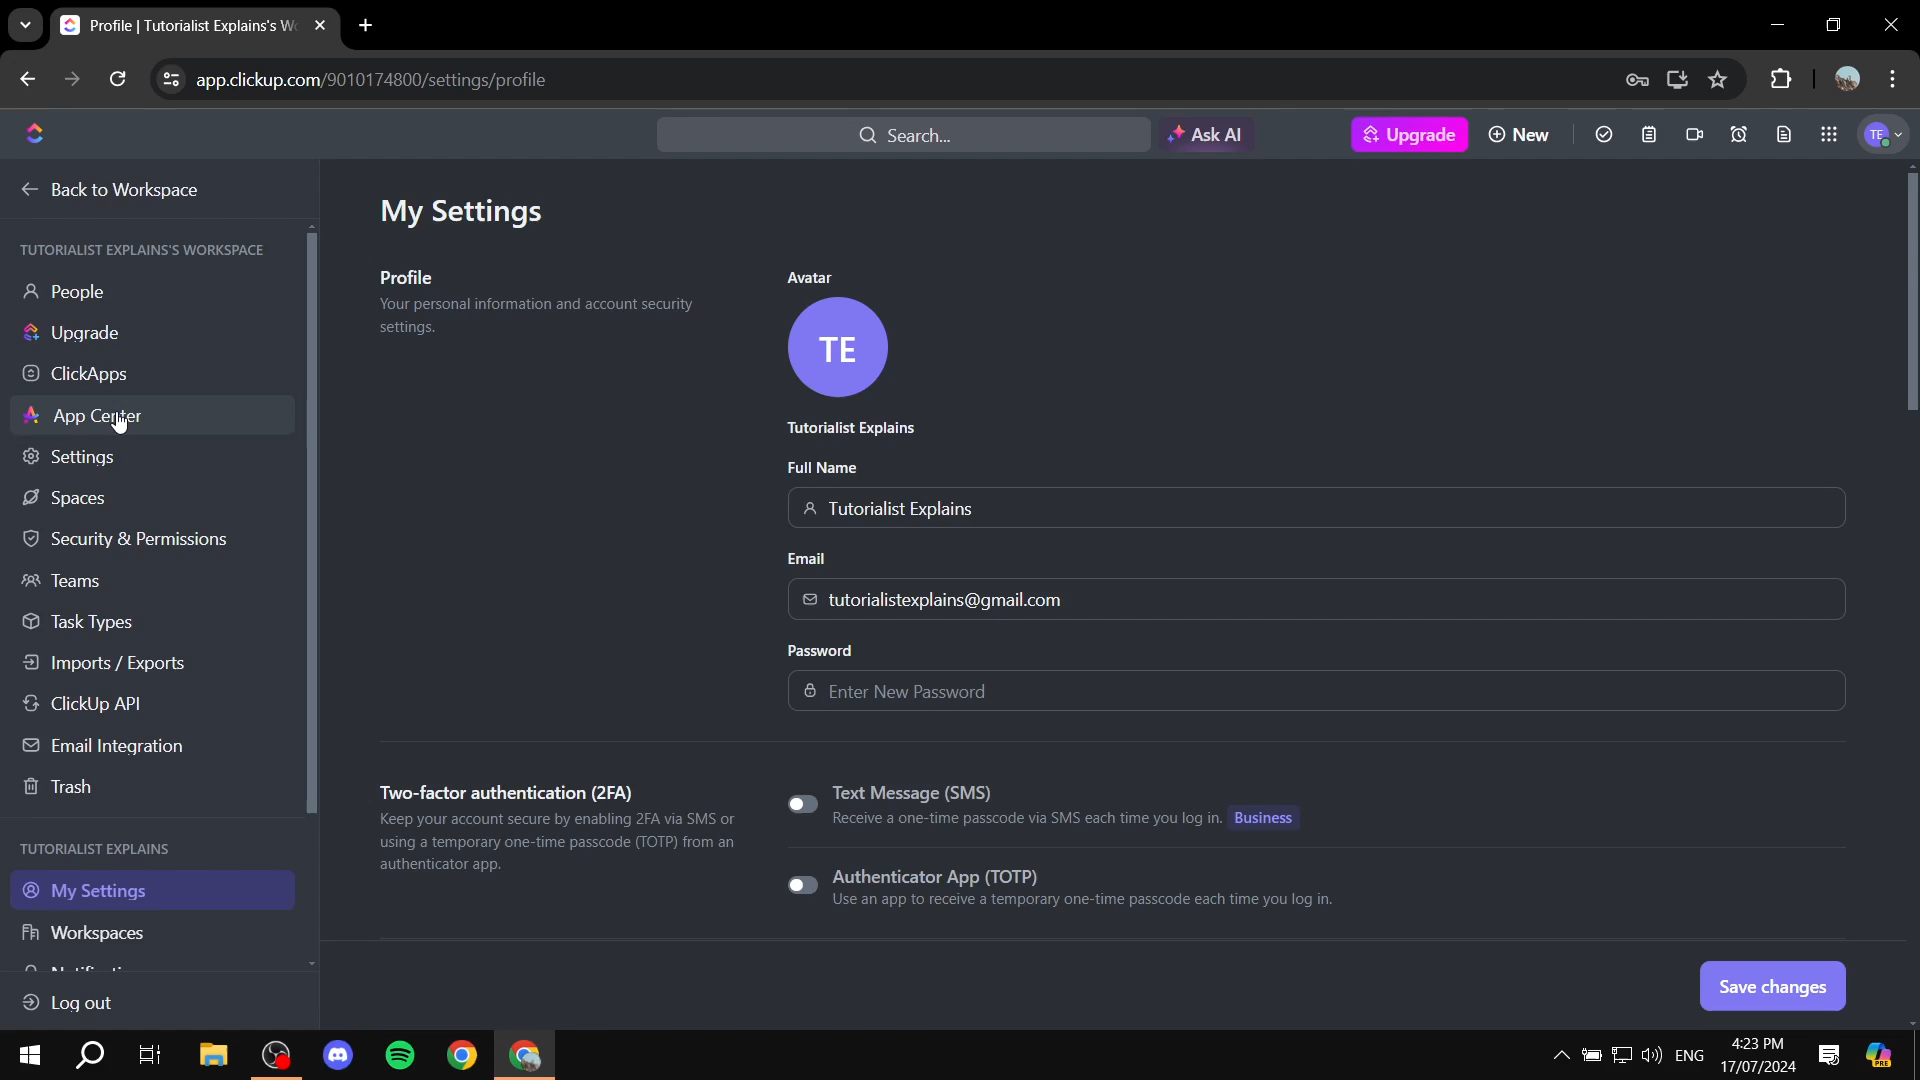 Profile | Tutorialist Explains's Wo
app.clickup.com/9010174800/settings/profile
Search...
Ask AI
Upgrade
New
TE
Back to Workspace
TUTORIALIST EXPLAINS'S WORKSPACE
People
Upgrade
ClickApps
App Center
Settings
Spaces
Security & Permissions
Teams
Task Types
Imports / Exports
ClickUp API
Email Integration
Trash
TUTORIALIST EXPLAINS
My Settings
Workspaces
Log out
My Settings
Profile
Your personal information and account security
settings.
Avatar
TE
Tutorialist Explains
Full Name
Tutorialist Explains
Email
tutorialistexplains@gmail.com
Password
Enter New Password
Two-factor authentication (2FA)
Keep your account secure by enabling 2FA via SMS or
using a temporary one-time passcode (TOTP) from an
authenticator app.
Text Message (SMS)
Receive a one-time passcode via SMS each time you log in. Business
Authenticator App (TOTP)
Use an app to receive a temporary one-time passcode each time you log in.
Save changes
ENG
4:23 PM
17/07/2024
PRE